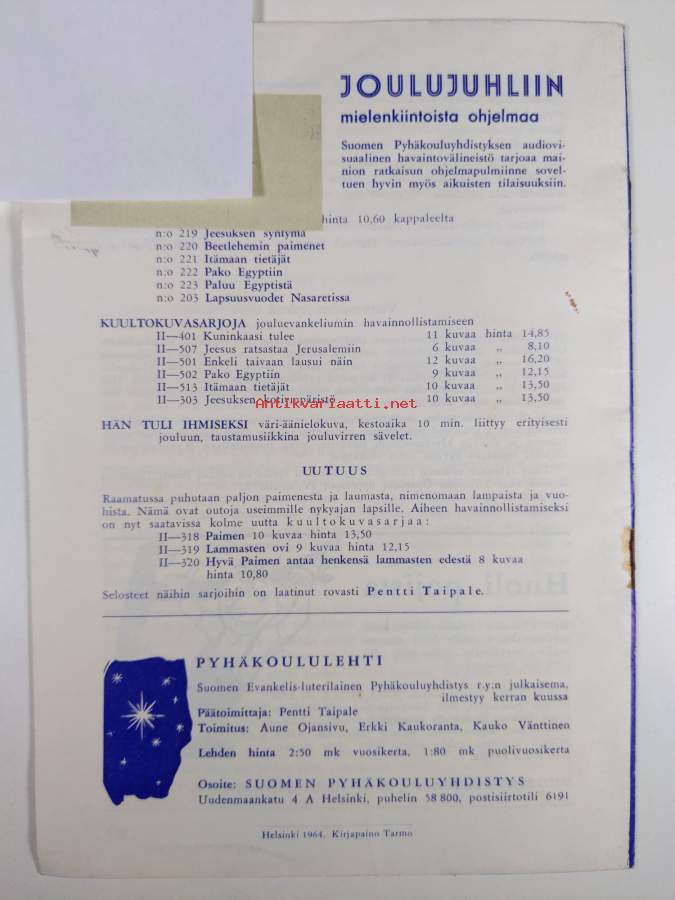 JOULUJUHLIIN
mielenkiintoista ohjelmaa
Suomen Pyhäkouluyhdistyksen audiovi-
suaalinen havaintovälineistö tarjoaa mai-
nion ratkaisun ohjelmapulmiinne sovel-
tuen hyvin myös aikuisten tilaisuuksiin.
hinta 10,60 kappaleelta
n:o 219 Jeesuksen syntymä
n:o 220 Beetlehemin paimenet
n:o 221 Itämaan tietäjät
n:o 222 Pako Egyptiin
n:o 223 Paluu Egyptistä
n:o 203 Lapsuusvuodet Nasaretissa
KUULTOKUVASARJOJA jouluevankeliumin havainnollistamiseen
II—401 Kuninkaasi tulee 11 kuvaa hinta 14,85
II—507 Jeesus ratsastaa Jerusalemiin 6 kuvaa „ 8,10
II—501 Enkeli taivaan lausui näin 12 kuvaa „ 16,20
II—502 Pako Egyptiin 9 kuvaa „ 12,15
II—513 Itämaan tietäjät 10 kuvaa „ 13,50
II—303 Jeesuksen kotiympäristö 10 kuvaa „ 13,50
Antikvariaatti.net
HÄN TULI IHMISEKSI väri-äänielokuva, kestoaika 10 min. liittyy erityisesti
jouluun, taustamusiikkina jouluvirren sävelet.
UUTUUS
Raamatussa puhutaan paljon paimenesta ja laumasta, nimenomaan lampaista ja vuo-
hista. Nämä ovat outoja useimmille nykyajan lapsille. Aiheen havainnollistamiseksi
on nyt saatavissa kolme uutta kuultokuvasarjaa:
II—318 Paimen 10 kuvaa hinta 13,50
II—319 Lammasten ovi 9 kuvaa hinta 12,15
II—320 Hyvä Paimen antaa henkensä lammasten edestä 8 kuvaa
hinta 10,80
Selosteet näihin sarjoihin on laatinut rovasti Pentti Taipale.
PYHÄKOULULEHTI
Suomen Evankelis-luterilainen Pyhäkouluyhdistys r.y:n julkaisema,
ilmestyy kerran kuussa
Päätoimittaja: Pentti Taipale
Toimitus: Aune Ojansivu, Erkki Kaukoranta, Kauko Vänttinen
Lehden hinta 2:50 mk vuosikerta, 1:80 mk puolivuosikerta
Osoite: SUOMEN PYHÄKOULUYHDISTYS
Uudenmaankatu 4 A Helsinki, puhelin 58 800, postisiirtotili 6191
Helsinki 1964. Kirjapaino Tarmo